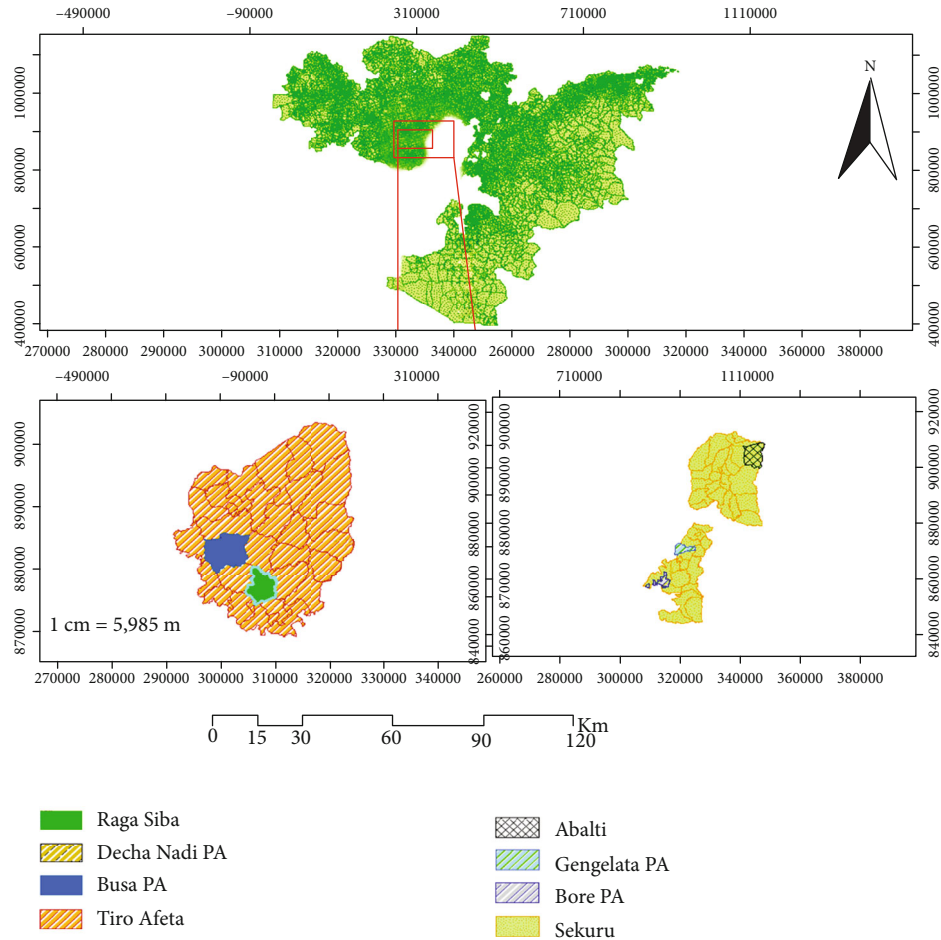 −490000 −90000 310000 710000 1110000
N
1000000
800000
600000
400000
1000000
800000
600000
400000
270000 280000 290000 300000 310000 320000 330000 340000 260000 280000 300000 320000 340000 360000 380000
−490000 −90000 310000 710000 1110000
900000
890000
880000
870000
920000
900000
880000
860000
840000
900000
890000
880000
870000
860000
920000
900000
880000
860000
840000
1 cm = 5,985 m
270000 280000 290000 300000 310000 320000 330000 340000 260000 280000 300000 320000 340000 360000 380000
Km
0 15 30 60 90 120
Raga Siba
Decha Nadi PA
Busa PA
Tiro Afeta
Abalti
Gengelata PA
Bore PA
Sekuru